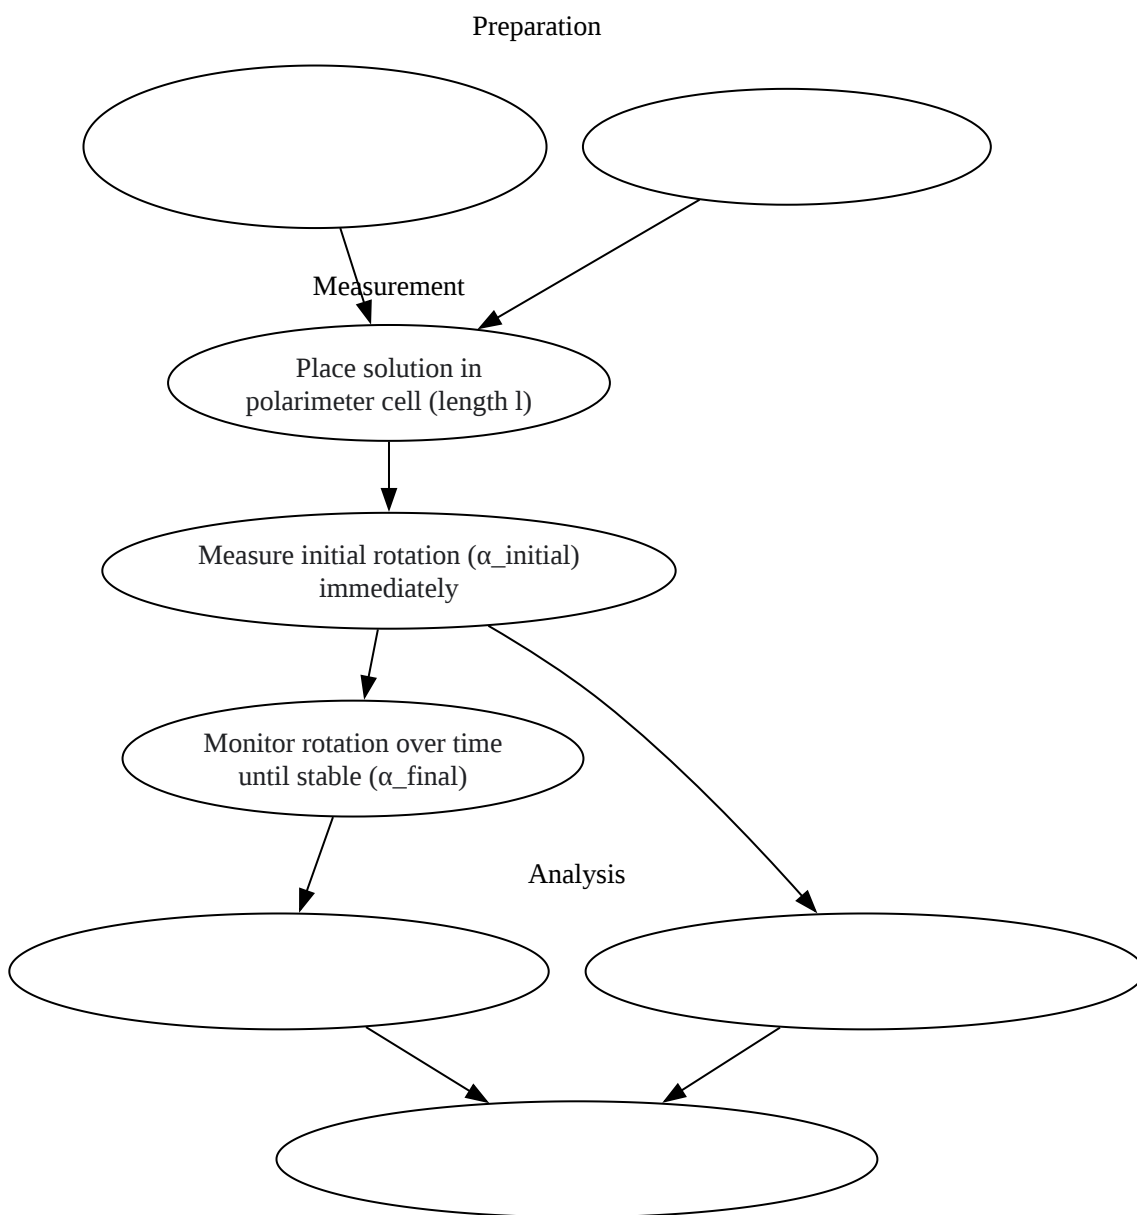 Preparation
Measurement
Place solution in
polarimeter cell (length l)
Measure initial rotation (α_initial)
immediately
Monitor rotation over time
until stable (α_final)
Analysis